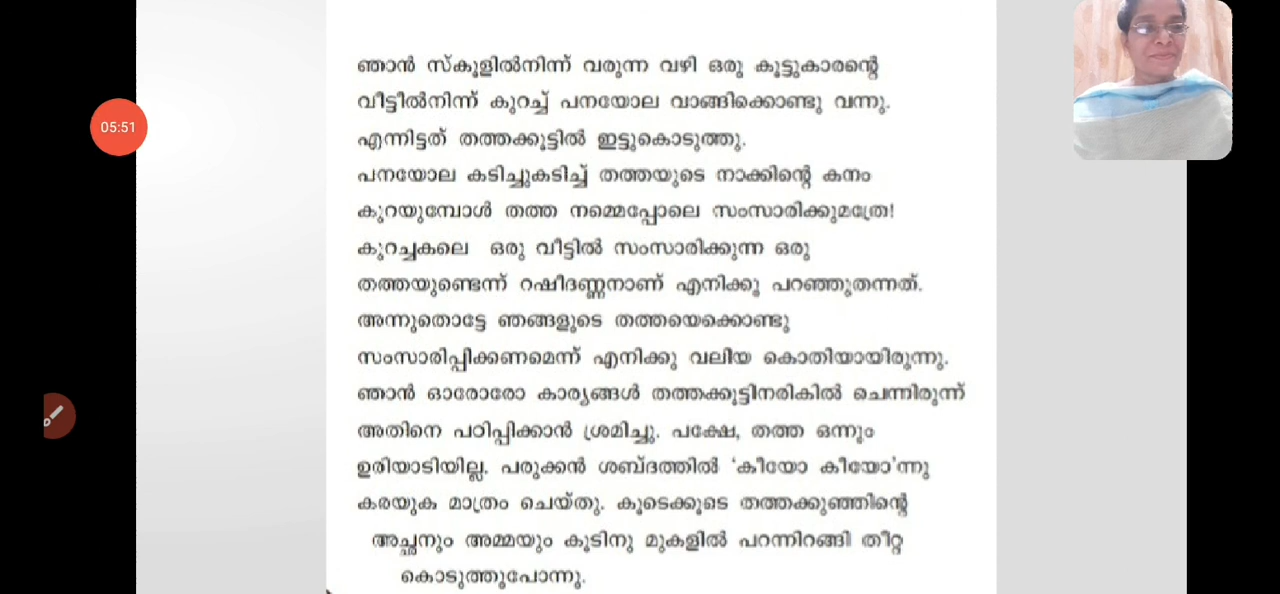 ഞാൻ സ്കൂളിൽനിന്ന് വരുന്ന വഴി ഒരു കൂട്ടുകാരന്റെ
വീട്ടീൽനിന്ന് കുറച്ച് പനയോല വാങ്ങിക്കൊണ്ടു വന്നു.
എന്നിട്ടത് തത്തക്കൂട്ടിൽ ഇട്ടുകൊടുത്തു.
പനയോല കടിച്ചുകടിച്ച് തത്തയുടെ നാക്കിന്റെ കനം
കുറയുമ്പോൾ തത്ത നമ്മെപ്പോലെ സംസാരിക്കുമത്രേ!
കുറച്ചകലെ ഒരു വീട്ടിൽ സംസാരിക്കുന്ന ഒരു
തത്തയുണ്ടെന്ന് റഷീദണ്ണനാണ് എനിക്കു പറഞ്ഞുതന്നത്.
അന്നുതൊട്ടേ ഞങ്ങളുടെ തത്തയെക്കൊണ്ടു
സംസാരിപ്പിക്കണമെന്ന് എനിക്കു വലിയ കൊതിയായിരുന്നു.
ഞാൻ ഓരോരോ കാര്യങ്ങൾ തത്തക്കൂട്ടിനരികിൽ ചെന്നിരുന്ന്
അതിനെ പഠിപ്പിക്കാൻ ശ്രമിച്ചു. പക്ഷേ, തത്ത ഒന്നും
ഉരിയാടിയില്ല. പരുക്കൻ ശബ്ദത്തിൽ ‘കീയോ കീയോ’ന്നു
കരയുക മാത്രം ചെയ്തു. കൂടെക്കൂടെ തത്തക്കുഞ്ഞിന്റെ
അച്ഛനും അമ്മയും കൂടിനു മുകളിൽ പറന്നിറങ്ങി തീറ്റ
കൊടുത്തുപോന്നു.
05:51